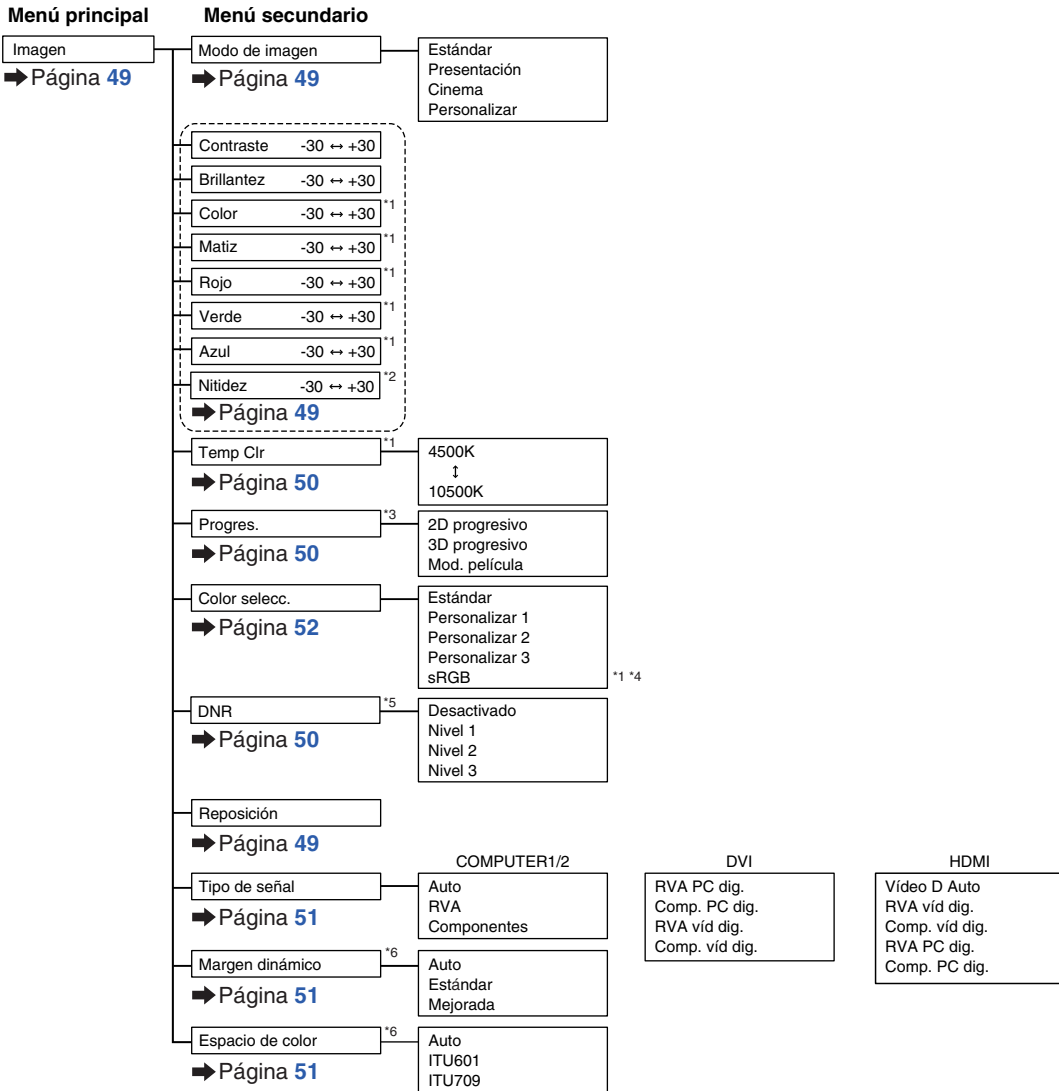 Menú principal
Menú secundario
Imagen
Página 49
Modo de imagen
Página 49
Estándar
Presentación
Cinema
Personalizar
Contraste -30 ↔ +30
Brillantez -30 ↔ +30
Color -30 ↔ +30 *1
Matiz -30 ↔ +30 *1
Rojo -30 ↔ +30 *1
Verde -30 ↔ +30 *1
Azul -30 ↔ +30 *1
Nitidez -30 ↔ +30 *2
Página 49
Temp Clr *1
Página 50
4500K
↕
10500K
Progres. *3
Página 50
2D progresivo
3D progresivo
Mod. película
Color selecc.
Página 52
Estándar
Personalizar 1
Personalizar 2
Personalizar 3
sRGB *1 *4
DNR *5
Página 50
Desactivado
Nivel 1
Nivel 2
Nivel 3
Reposición
Página 49
Tipo de señal
Página 51
COMPUTER1/2
Auto
RVA
Componentes
DVI
RVA PC dig.
Comp. PC dig.
RVA víd dig.
Comp. víd dig.
HDMI
Vídeo D Auto
RVA víd dig.
Comp. víd dig.
RVA PC dig.
Comp. PC dig.
Margen dinámico *6
Página 51
Auto
Estándar
Mejorada
Espacio de color *6
Página 51
Auto
ITU601
ITU709